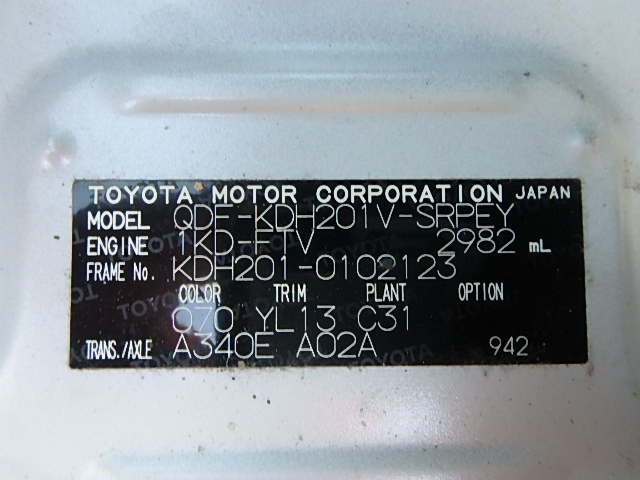 TOYOTA MOTOR CORPORATION JAPAN
MODEL QDF-KDH201V-SRPEY
ENGINE 1KD-FTV 2982 mL
FRAME No. KDH201-0102123
COLOR TRIM PLANT OPTION
070 YL13 C31
TRANS./AXLE A340E A02A 942